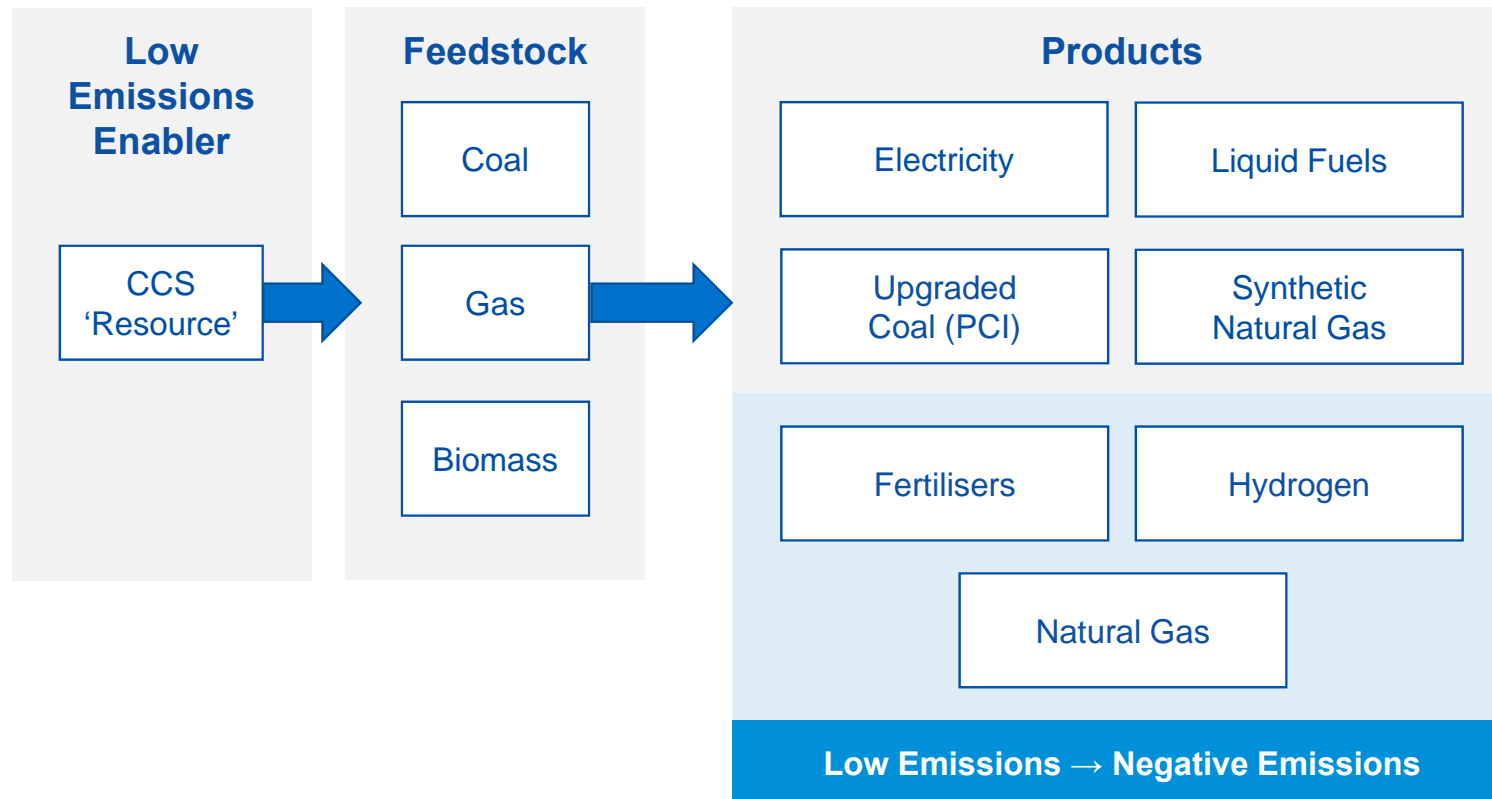 Low
Emissions
Enabler
CCS
‘Resource’
Feedstock
Coal
Gas
Biomass
Products
Electricity
Liquid Fuels
Upgraded
Coal (PCI)
Synthetic
Natural Gas
Fertilisers
Hydrogen
Natural Gas
Low Emissions → Negative Emissions